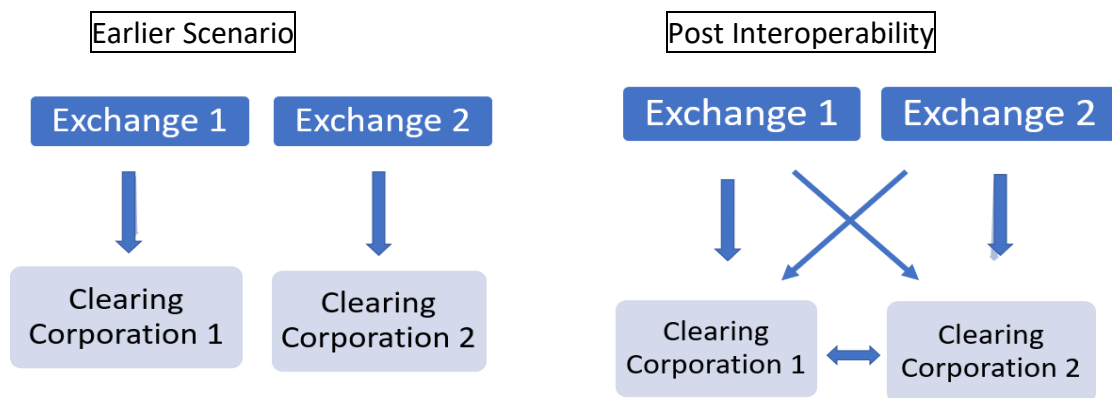 Earlier Scenario
Exchange 1
Exchange 2
Clearing
Corporation 1
Clearing
Corporation 2
Post Interoperability
Exchange 1
Exchange 2
Clearing
Corporation 1
Clearing
Corporation 2